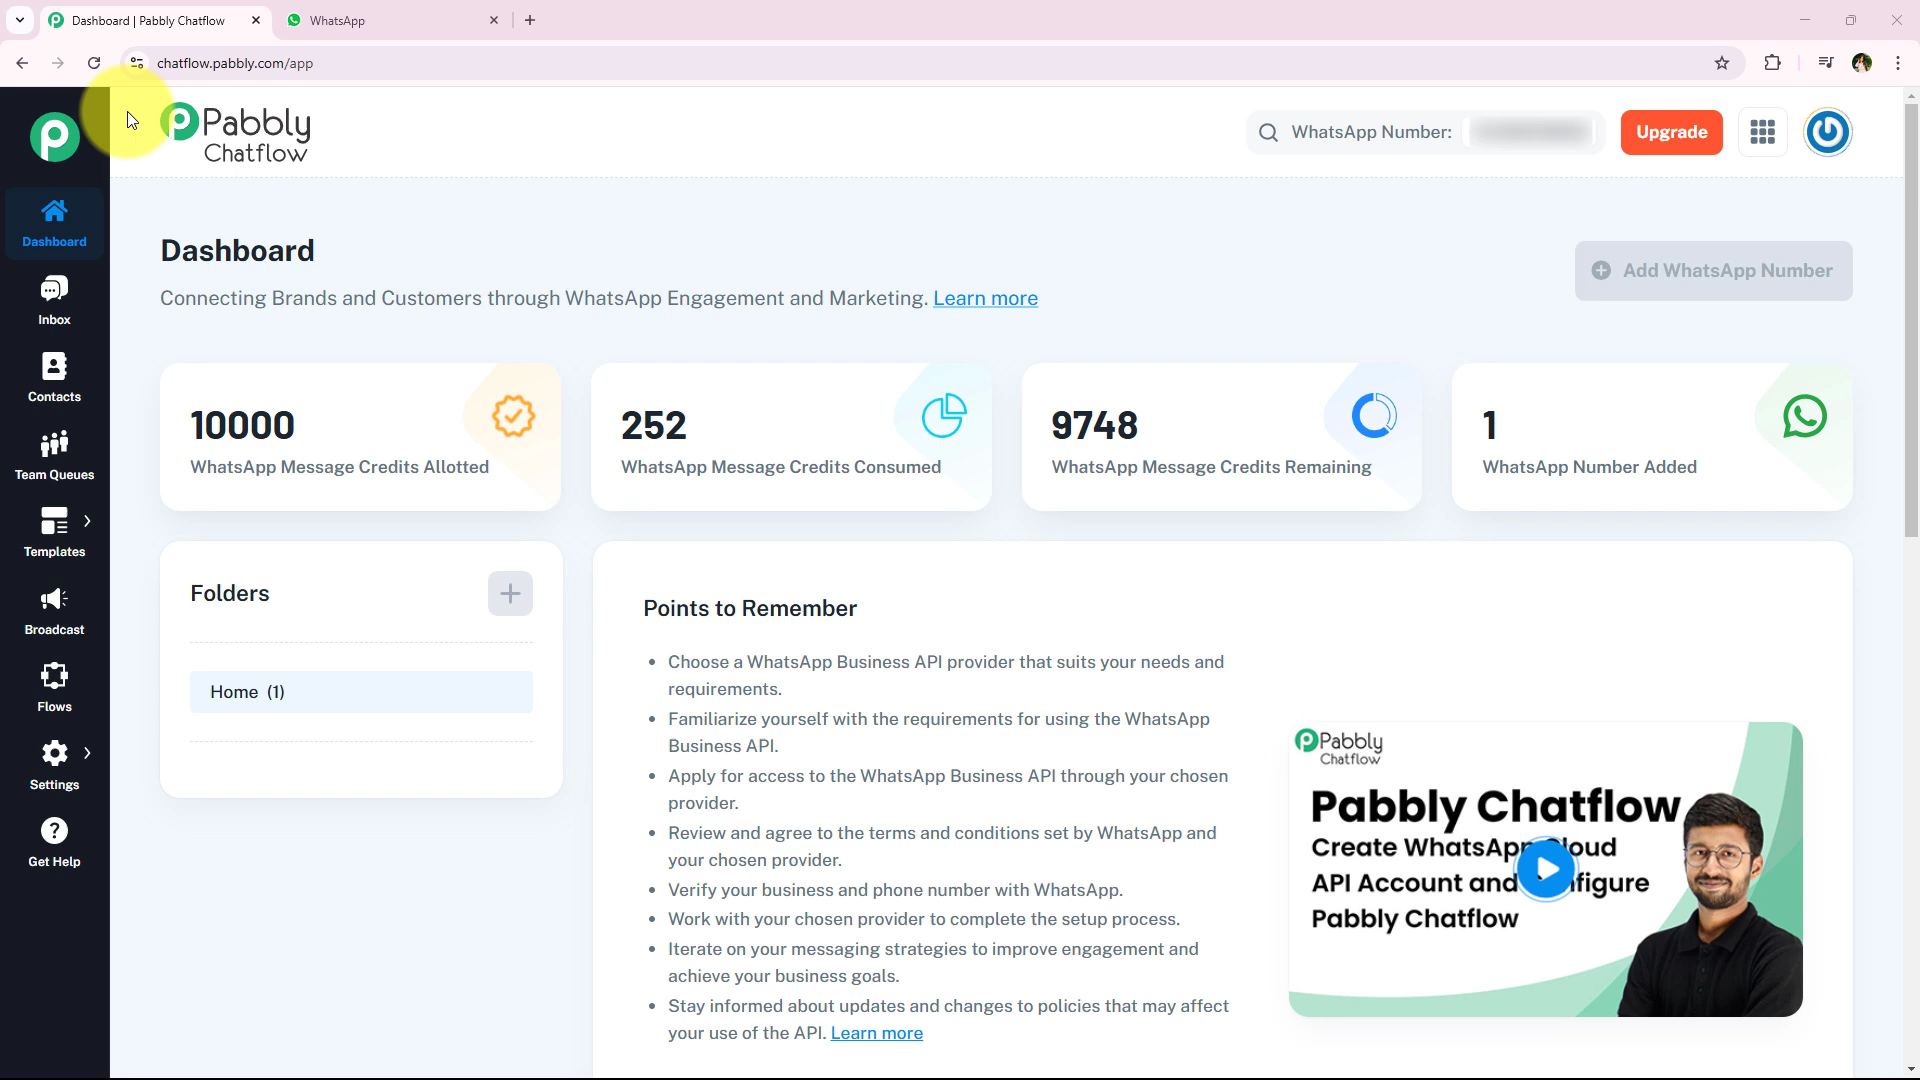 Dashboard | Pabbly Chatflow
WhatsApp
chatflow.pabbly.com/app
Pabbly
Chatflow
WhatsApp Number:
Upgrade
Dashboard
Inbox
Contacts
Team Queues
Templates
Broadcast
Flows
Settings
Get Help
Dashboard
Connecting Brands and Customers through WhatsApp Engagement and Marketing. Learn more
Add WhatsApp Number
10000
WhatsApp Message Credits Allotted
252
WhatsApp Message Credits Consumed
9748
WhatsApp Message Credits Remaining
1
WhatsApp Number Added
Folders
Home (1)
Points to Remember
• Choose a WhatsApp Business API provider that suits your needs and
requirements.
• Familiarize yourself with the requirements for using the WhatsApp
Business API.
• Apply for access to the WhatsApp Business API through your chosen
provider.
• Review and agree to the terms and conditions set by WhatsApp and
your chosen provider.
• Verify your business and phone number with WhatsApp.
• Work with your chosen provider to complete the setup process.
• Iterate on your messaging strategies to improve engagement and
achieve your business goals.
• Stay informed about updates and changes to policies that may affect
your use of the API. Learn more
Pabbly
Chatflow
Pabbly Chatflow
Create WhatsApp Cloud
API Account and Configure
Pabbly Chatflow